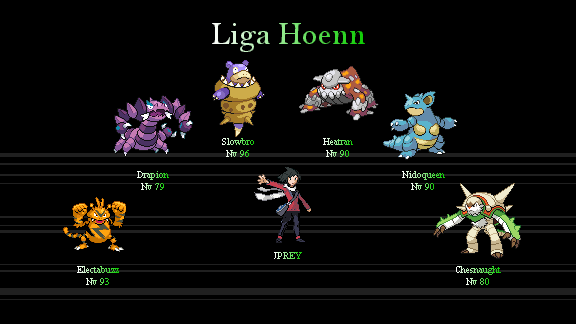 Liga Hoenn
Slowbro
Nv 96
Heatran
Nv 90
Drapion
Nv 79
Nidoqueen
Nv 90
JPREY
Electabuzz
Nv 93
Chesnaught
Nv 80